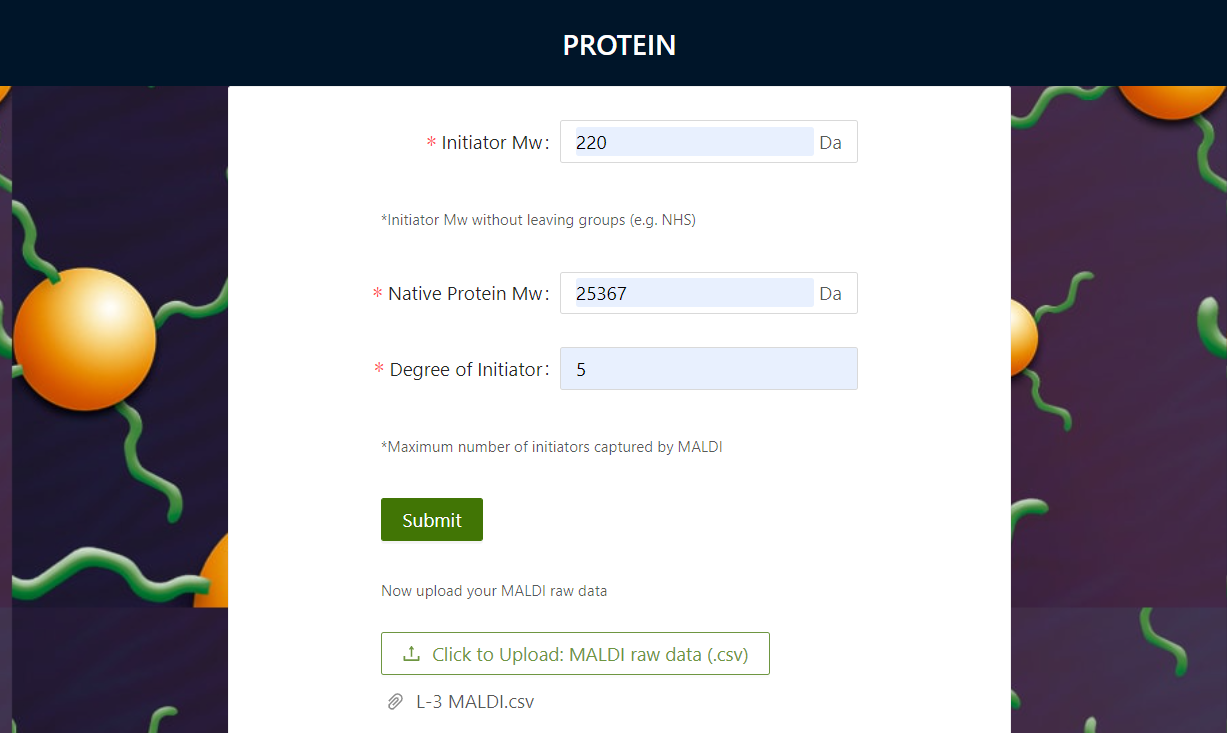 PROTEIN
* Initiator Mw: 220 Da
*Initiator Mw without leaving groups (e.g. NHS)
* Native Protein Mw: 25367 Da
* Degree of Initiator: 5
*Maximum number of initiators captured by MALDI
Submit
Now upload your MALDI raw data
Click to Upload: MALDI raw data (.csv)
L-3 MALDI.csv